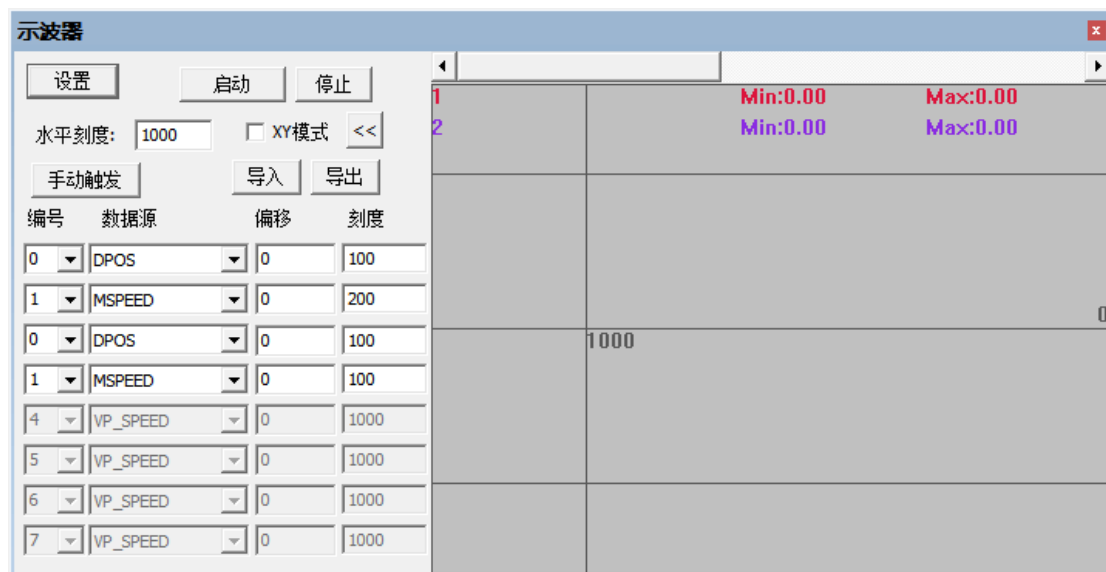 示波器
设置 启动 停止
水平刻度: 1000 XY模式 <<
手动触发 导入 导出
编号 数据源 偏移 刻度
0 DPOS 0 100
1 MSPEED 0 200
0 DPOS 0 100
1 MSPEED 0 100
4 VP_SPEED 0 1000
5 VP_SPEED 0 1000
6 VP_SPEED 0 1000
7 VP_SPEED 0 1000
1 Min:0.00 Max:0.00
2 Min:0.00 Max:0.00
0
1000